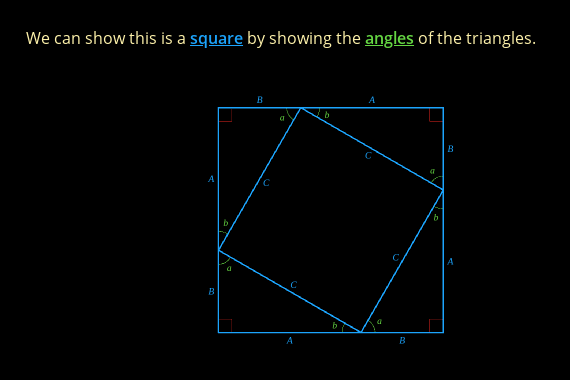 We can show this is a square by showing the angles of the triangles.
B A
a b
B
C
a
A C
b b
a C A
B C
b a
A B